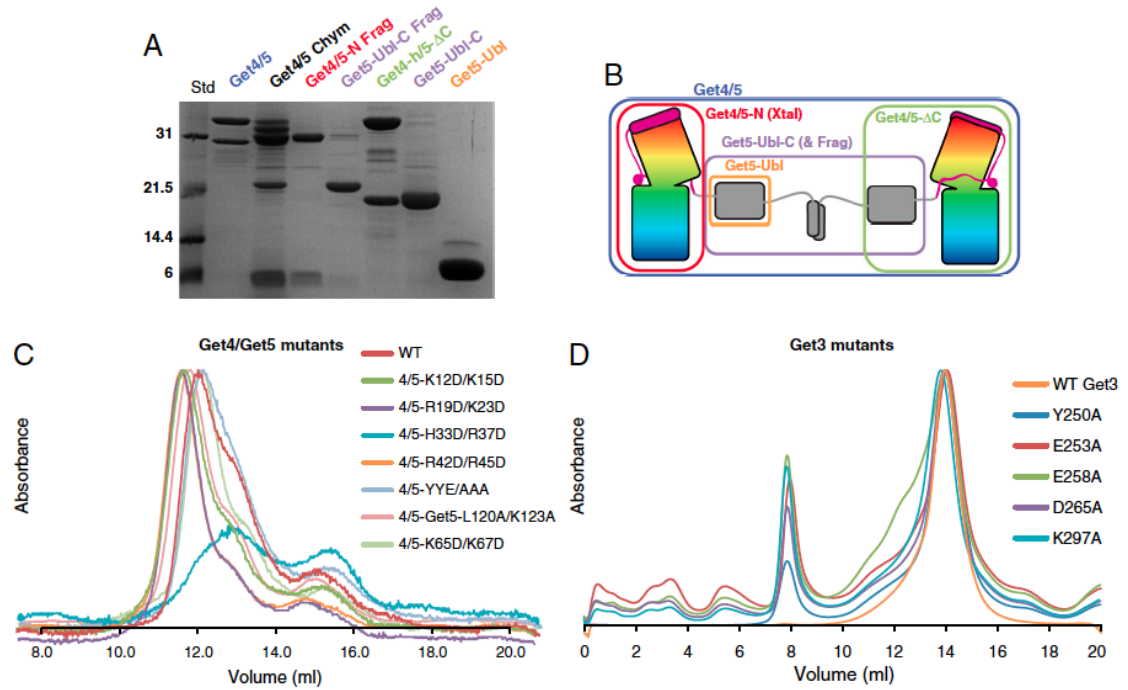 A
Std
Get4/5
Get4/5 Chym
Get4/5-N Frag
Get5-Ubl-C Frag
Get4-h/5-ΔC
Get5-Ubl-C
Get5-Ubl
31
21.5
14.4
6
B
Get4/5
Get4/5-N (Xtal)
Get4/5-ΔC
Get5-Ubl-C (& Frag)
Get5-Ubl
C
Get4/Get5 mutants
WT
4/5-K12D/K15D
4/5-R19D/K23D
4/5-H33D/R37D
4/5-R42D/R45D
4/5-YYE/AAA
4/5-Get5-L120A/K123A
4/5-K65D/K67D
Absorbance
8.0 10.0 12.0 14.0 16.0 18.0 20.0
Volume (ml)
D
Get3 mutants
WT Get3
Y250A
E253A
E258A
D265A
K297A
Absorbance
0 2 4 6 8 10 12 14 16 18 20
Volume (ml)